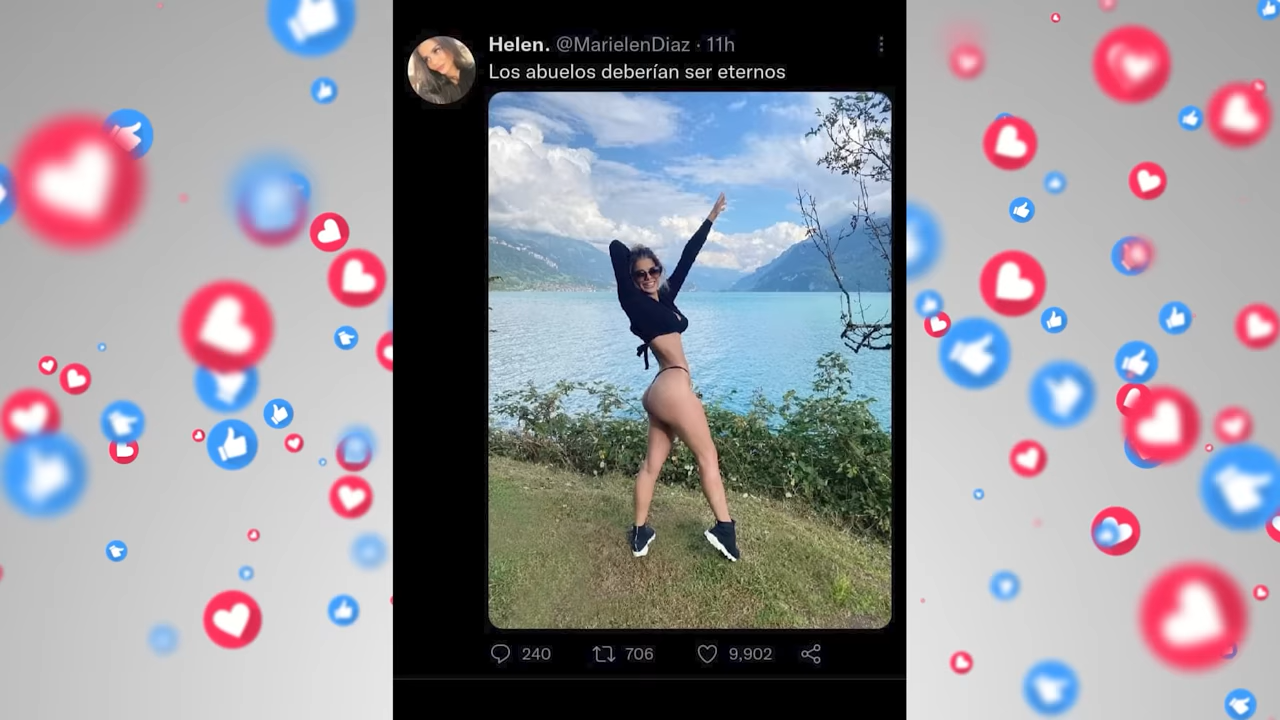 Helen. @MarielenDiaz · 11h
Los abuelos deberían ser eternos
240 706 9,902